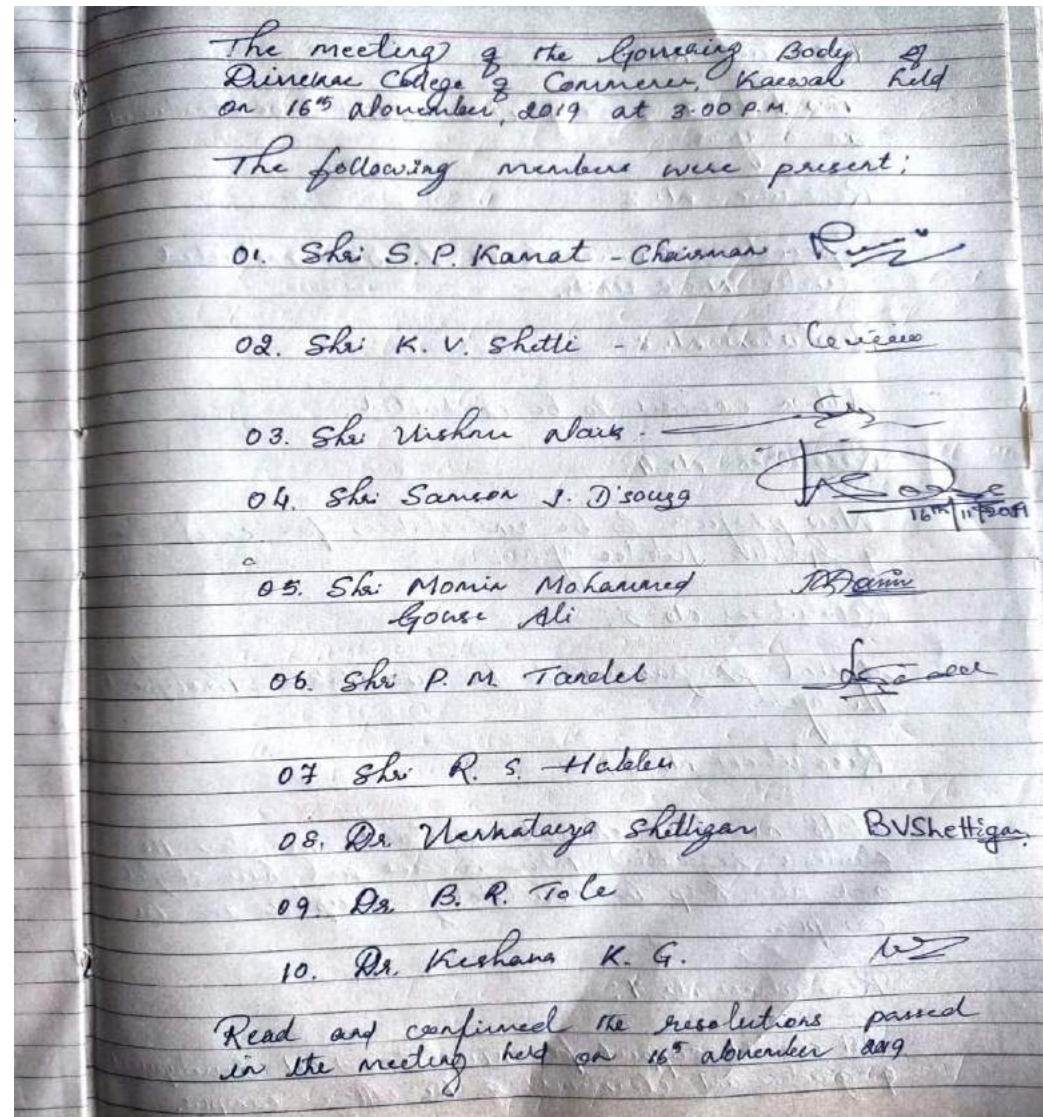 The meeting of the Governing Body of
Divekar College of Commerce, Karwar held
on 16th November, 2019 at 3.00 P.M.
The following members were present;
01. Shri S. P. Kamat - Chairman
02. Shri K. V. Shetti -
03. Shri Vishnu Naik -
04. Shri Samson J. D'souza
16th/11/2019
05. Shri Momin Mohammed
Gouse Ali
06. Shri P. M. Tandel
07 Shri R. S.
08. Dr Shettigar BVShettigar
09. Dr B. R. Tole
10. Dr. Keshava K. G.
Read and confirmed the resolutions passed
in the meeting held on 16th November 2019